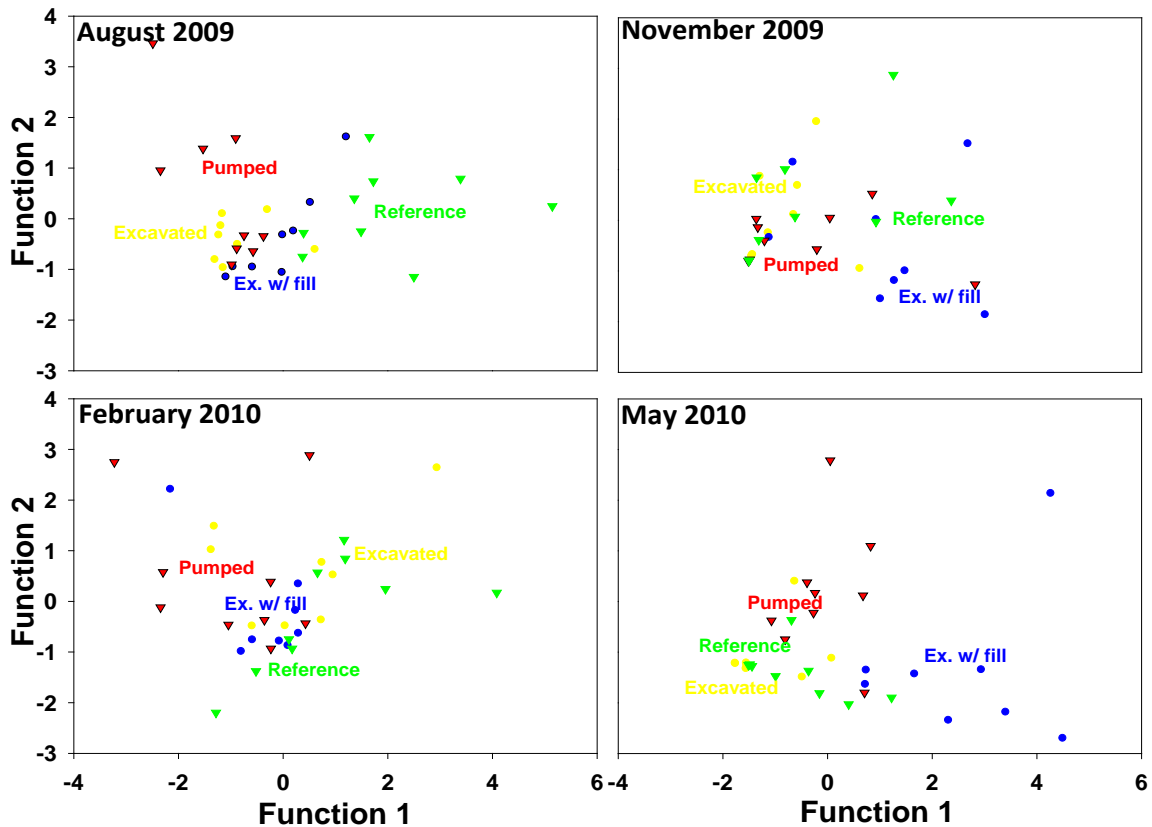 August 2009
4
3
2
1
0
-1
-2
-3
Function 2
Pumped
Excavated
Reference
Ex. w/ fill
November 2009
Excavated
Reference
Pumped
Ex. w/ fill
February 2010
4
3
2
1
0
-1
-2
-3
Function 2
Excavated
Pumped
Ex. w/ fill
Reference
-4 -2 0 2 4 6
Function 1
May 2010
Pumped
Reference
Ex. w/ fill
Excavated
-4 -2 0 2 4 6
Function 1